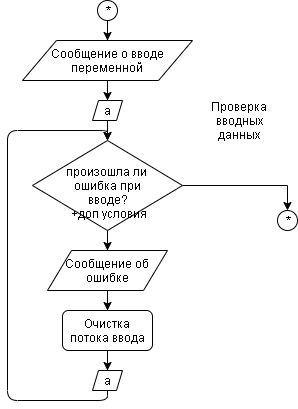 *
Сообщение о вводе
переменной
а
Проверка
вводных
данных
произошла ли
ошибка при
вводе?
+доп условия
*
Сообщение об
ошибке
Очистка
потока ввода
а